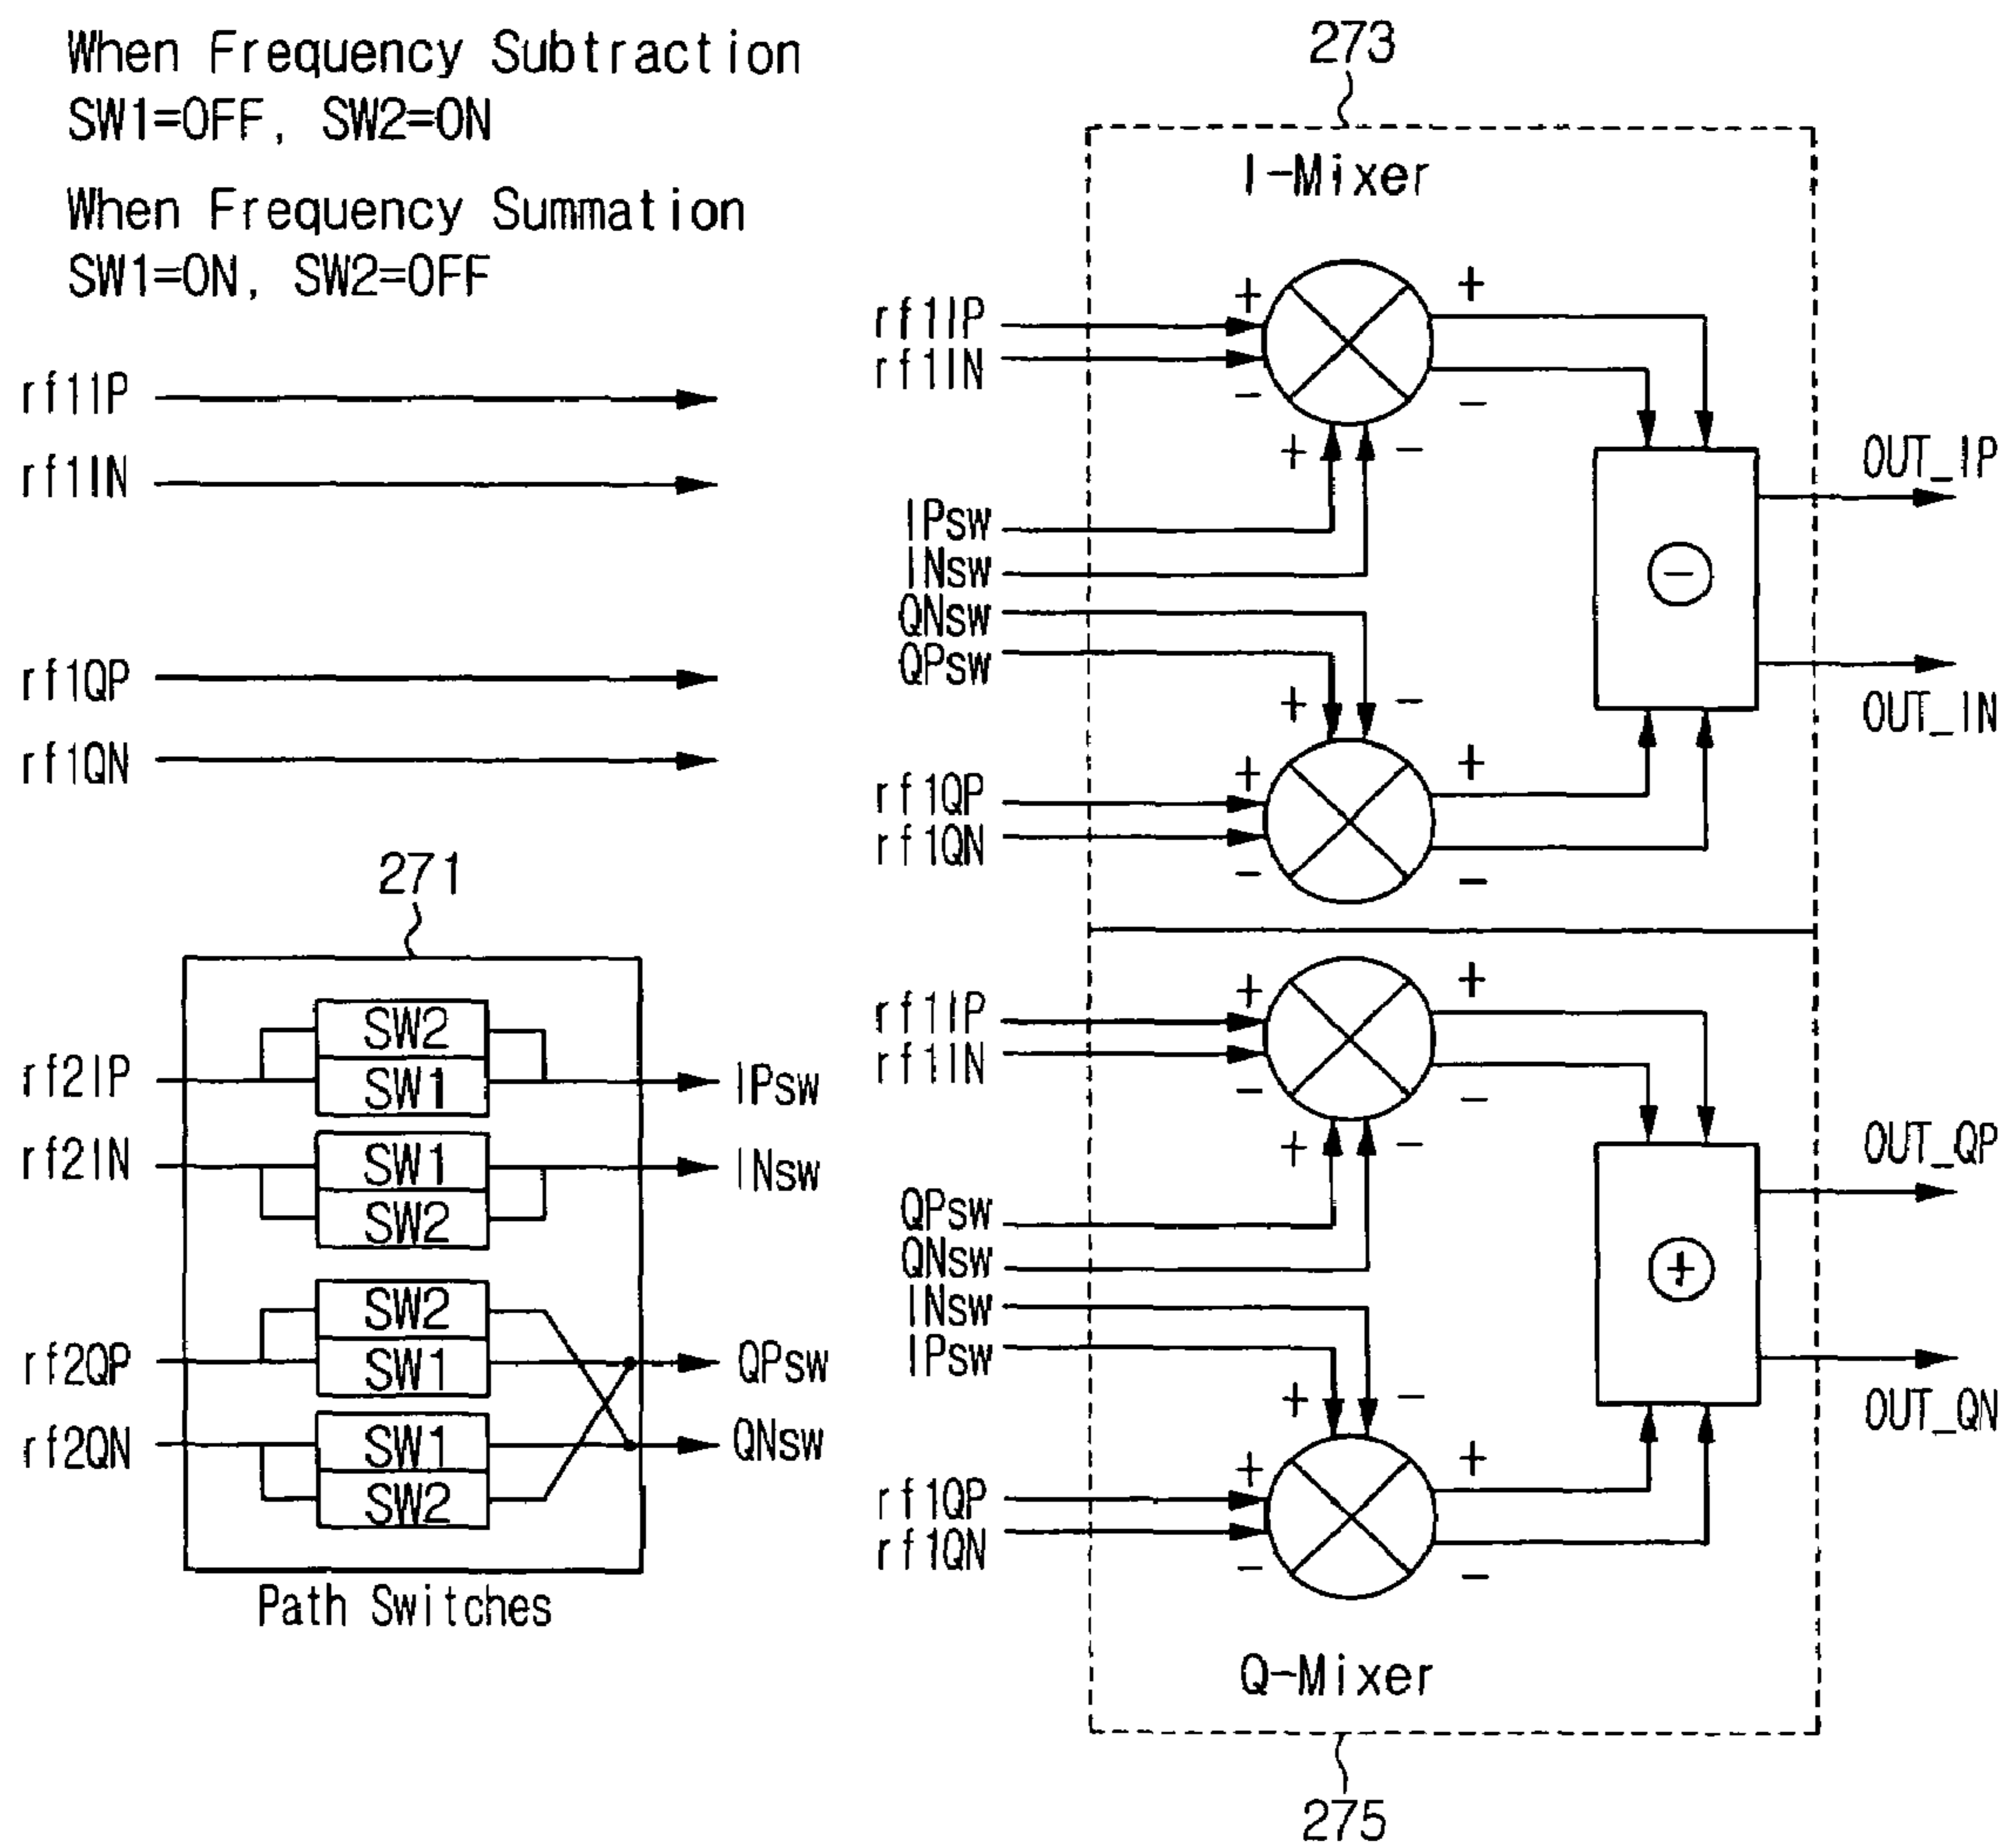 When Frequency Subtraction
SW1=OFF, SW2=ON
When Frequency Summation
SW1=ON, SW2=OFF
rf1IP
rf1IN
rf1QP
rf1QN
271
SW2
rf2IP
SW1
IPsw
rf2IN
SW1
INsw
SW2
SW2
rf2QP
SW1
QPsw
rf2QN
SW1
QNsw
SW2
Path Switches
273
I-Mixer
+
+
rf1IP
rf1IN
-
-
+
-
OUT_IP
IPsw
INsw
-
QNsw
QPsw
+
-
OUT_IN
+
+
rf1QP
rf1QN
-
-
+
+
rf1IP
rf1IN
-
-
+
-
OUT_QP
QPsw
QNsw
+
INsw
IPsw
+
-
OUT_QN
+
+
rf1QP
rf1QN
-
-
Q-Mixer
275